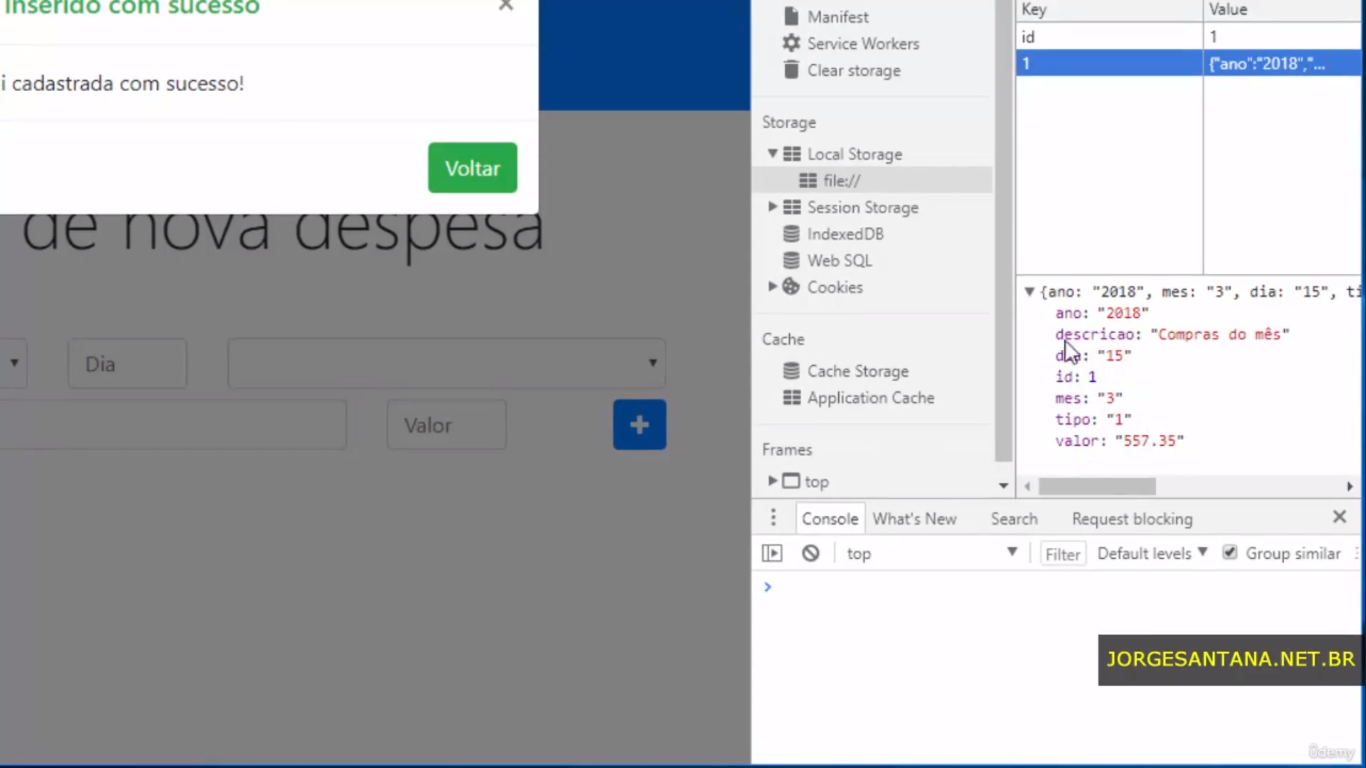 inserido com sucesso ×
i cadastrada com sucesso!
Voltar
de nova despesa
Dia
Valor
Manifest
Service Workers
Clear storage
Storage
Local Storage
file://
Session Storage
IndexedDB
Web SQL
Cookies
Cache
Cache Storage
Application Cache
Frames
top
Key Value
id 1
1 {"ano":"2018","...
{ano: "2018", mes: "3", dia: "15", ti
ano: "2018"
descricao: "Compras do mês"
dia: "15"
id: 1
mes: "3"
tipo: "1"
valor: "557.35"
Console What's New Search Request blocking ×
top Filter Default levels Group similar
JORGESANTANA.NET.BR
ûdemy